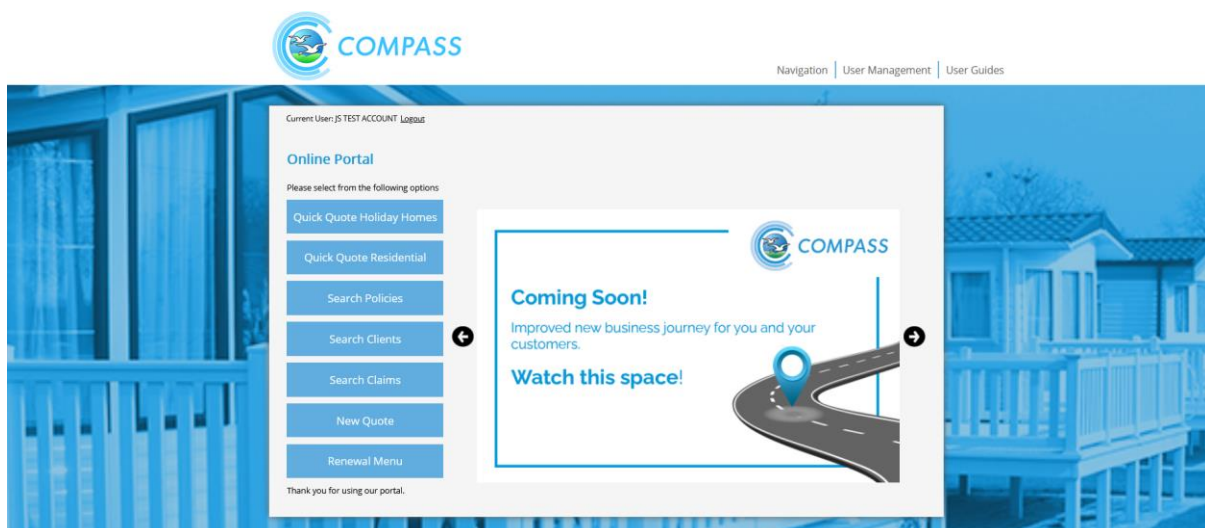 COMPASS
Navigation | User Management | User Guides
Current User: JS TEST ACCOUNT Logout
Online Portal
Please select from the following options
Quick Quote Holiday Homes
Quick Quote Residential
Search Policies
Search Clients
Search Claims
New Quote
Renewal Menu
Thank you for using our portal.
COMPASS
Coming Soon!
Improved new business journey for you and your
customers.
Watch this space!